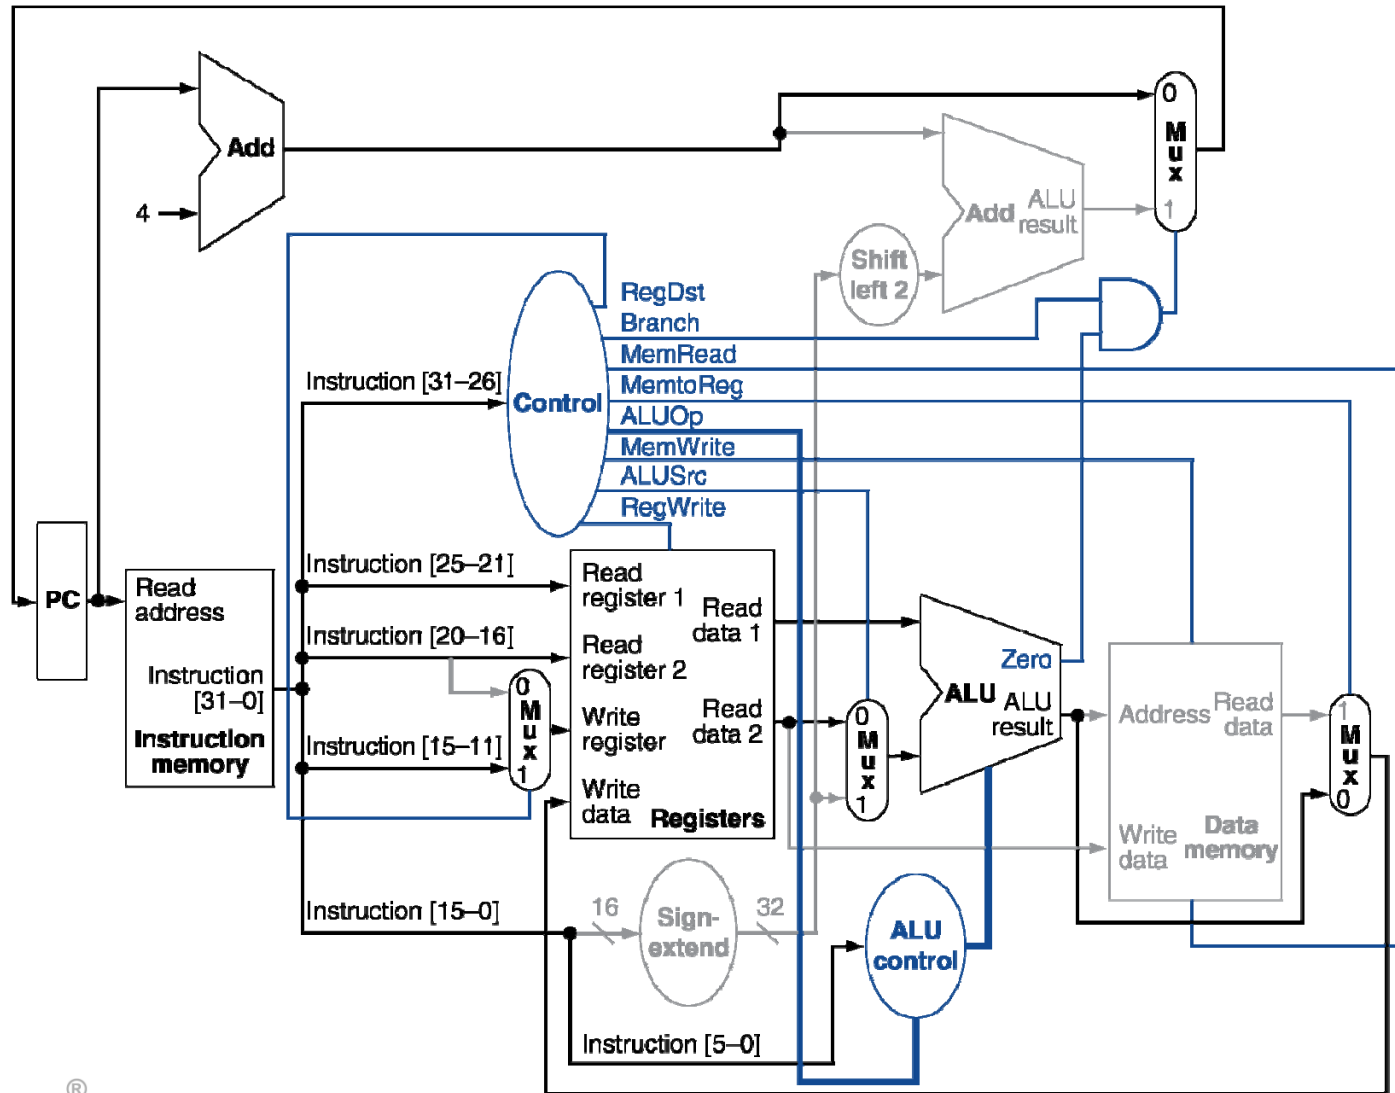 0
Mux
1
Add
4
Add
ALU
result
Shift
left 2
RegDst
Branch
MemRead
MemtoReg
ALUOp
MemWrite
ALUSrc
RegWrite
Instruction [31–26]
Control
PC
Read
address
Instruction
[31–0]
Instruction
memory
Instruction [25–21]
Instruction [20–16]
Instruction [15–11]
0
Mux
1
Read
register 1
Read
register 2
Write
register
Write
data
Read
data 1
Read
data 2
Registers
0
Mux
1
Zero
ALU
ALU
result
Address
Read
data
Write
data
Data
memory
1
Mux
0
Instruction [15–0]
16
Sign-
extend
32
ALU
control
Instruction [5–0]
®